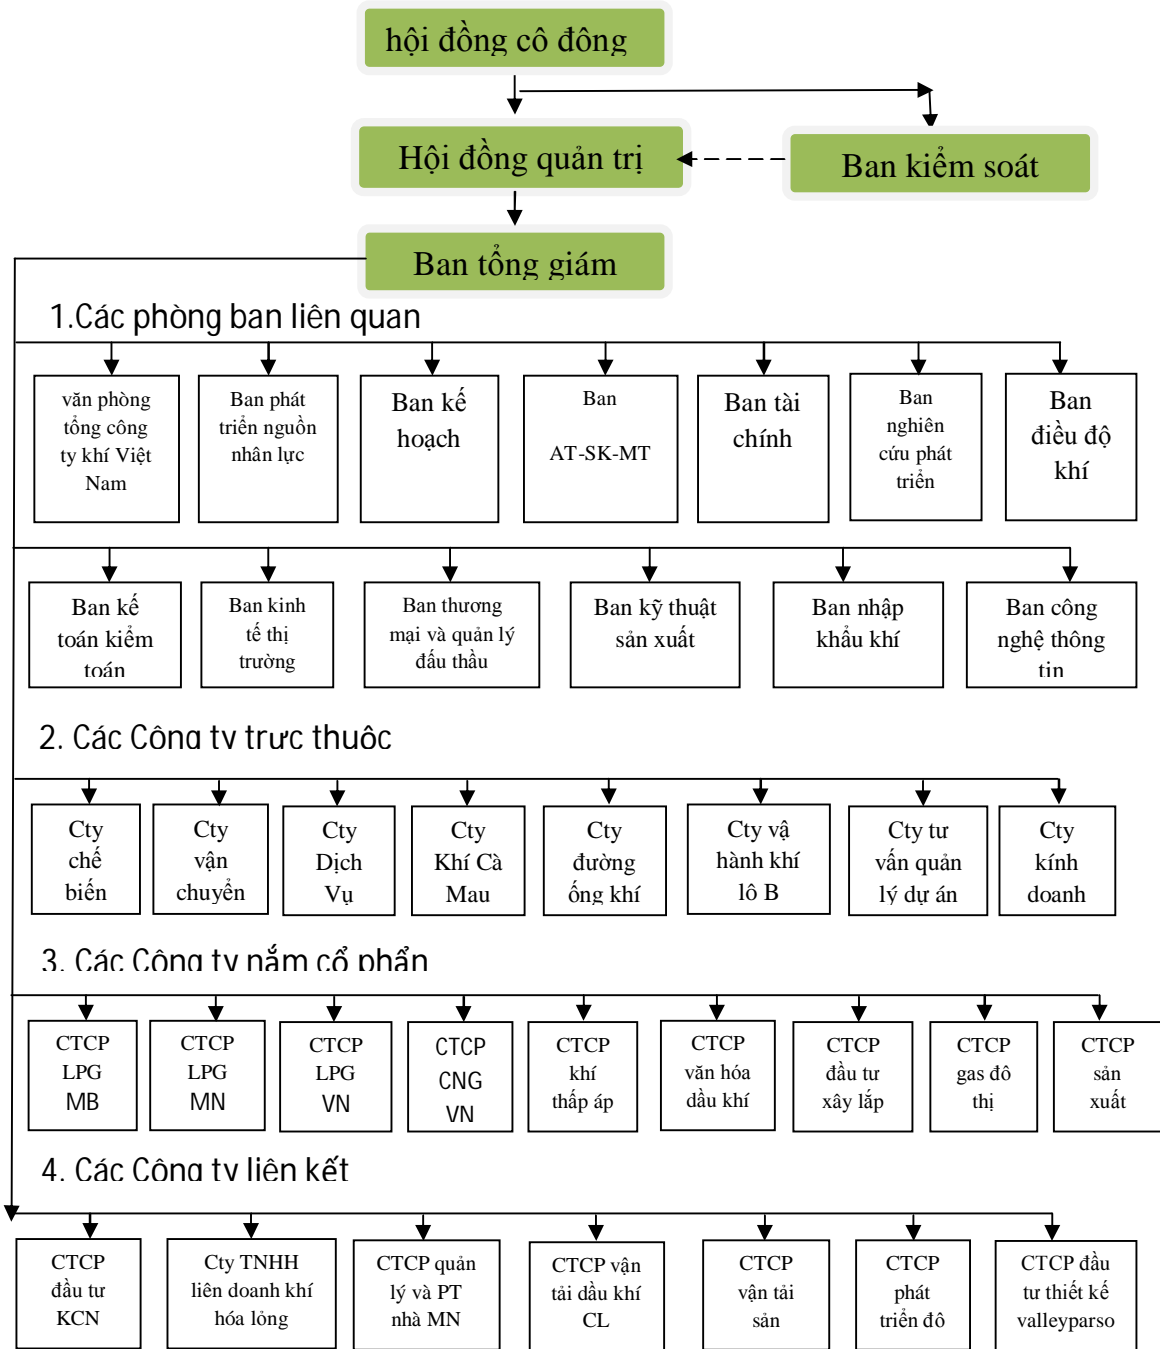 hội đồng cô đông
Hội đồng quản trị
Ban kiểm soát
Ban tổng giám
1.Các phòng ban liên quan
văn phòng
tổng công
ty khí Việt
Nam
Ban phát
triển nguồn
nhân lực
Ban kế
hoạch
Ban
AT-SK-MT
Ban tài
chính
Ban
nghiên
cứu phát
triển
Ban
điều độ
khí
Ban kế
toán kiểm
toán
Ban kinh
tế thị
trường
Ban thương
mại và quản lý
đấu thầu
Ban kỹ thuật
sản xuất
Ban nhập
khẩu khí
Ban công
nghệ thông
tin
2. Các Công ty trực thuộc
Cty
chế
biến
Cty
vận
chuyển
Cty
Dịch
Vụ
Cty
Khí Cà
Mau
Cty
đường
ống khí
Cty vậ
hành khí
lô B
Cty tư
vấn quản
lý dự án
Cty
kính
doanh
3. Các Công ty nắm cổ phẩn
CTCP
LPG
MB
CTCP
LPG
MN
CTCP
LPG
VN
CTCP
CNG
VN
CTCP
khí
thấp áp
CTCP
văn hóa
dầu khí
CTCP
đầu tư
xây lắp
CTCP
gas đô
thị
CTCP
sản
xuất
4. Các Công ty liên kết
CTCP
đầu tư
KCN
Cty TNHH
liên doanh khí
hóa lỏng
CTCP quản
lý và PT
nhà MN
CTCP vận
tải dầu khí
CL
CTCP
vận tải
sản
CTCP
phát
triển đô
CTCP đầu
tư thiết kế
valleyparso